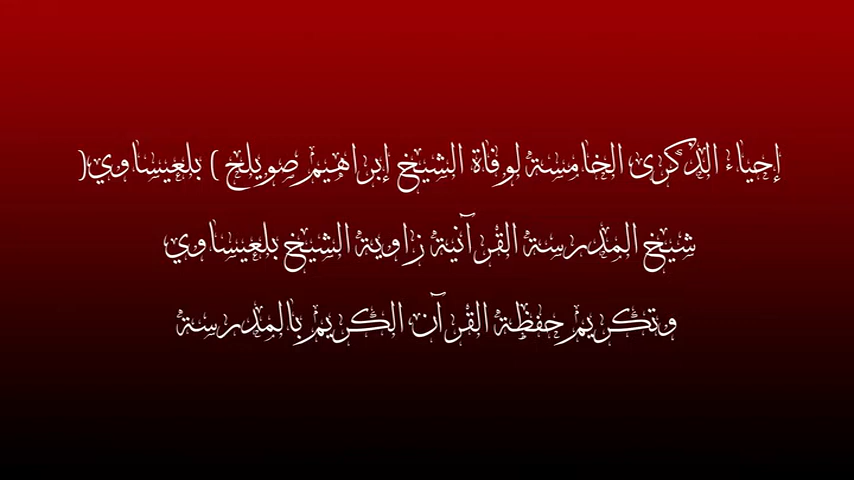 إحياء الذكرى الخامسة لوفاة الشيخ إبراهيم صويلح ) بلعيساوي(
شيخ المدرسة القرآنية زاوية الشيخ بلعيساوي
وتكريم حفظة القرآن الكريم بالمدرسة